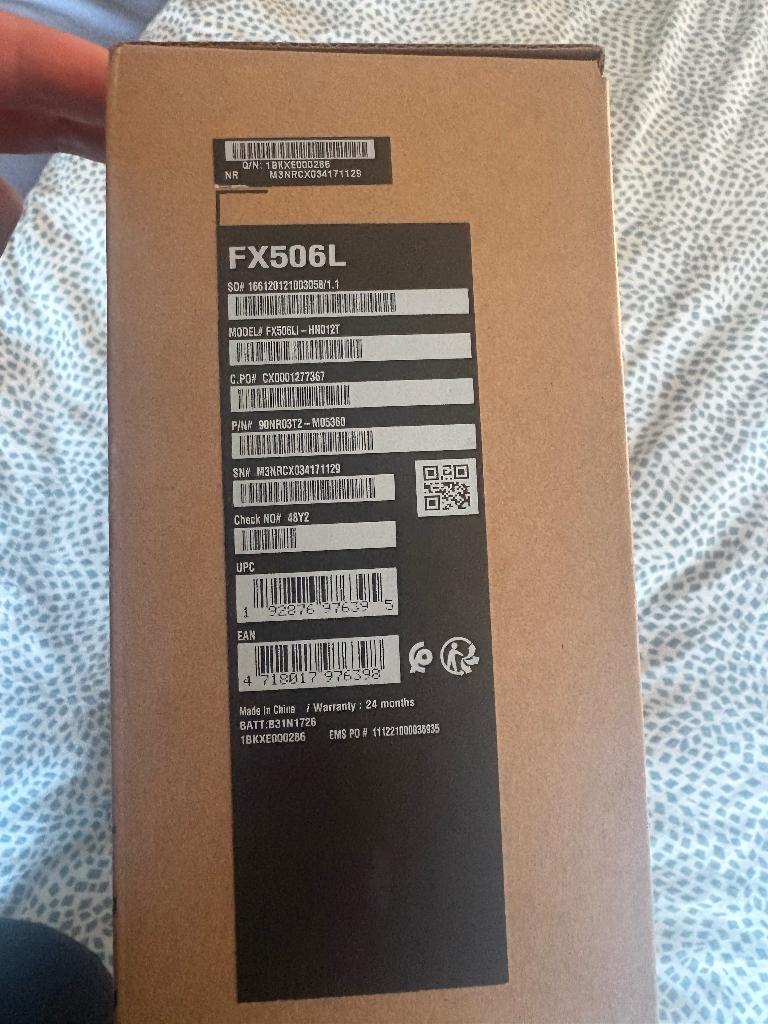 Q/N: 1BKXE000286
NR M3NRCX034171129
FX506L
SO# 166120121003058/1.1
MODEL# FX506LI-HN012T
C.PO# CX0001277367
P/N# 90NR03T2-M05360
SN# M3NRCX034171129
Check NO# 48Y2
UPC
1 92876 97639 5
EAN
4 718017 976398
Made In China / Warranty : 24 months
BATT:B31N1726
1BKXE000286 EMS PO # 111221000036935